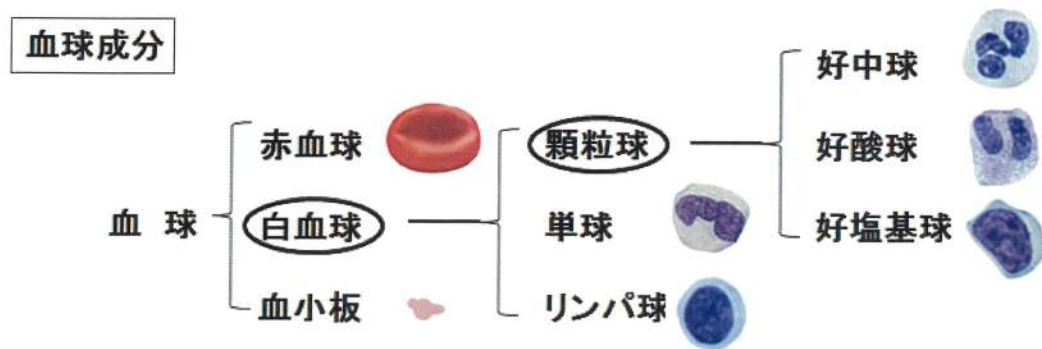 血球成分
血球
赤血球
白血球
血小板
顆粒球
単球
リンパ球
好中球
好酸球
好塩基球